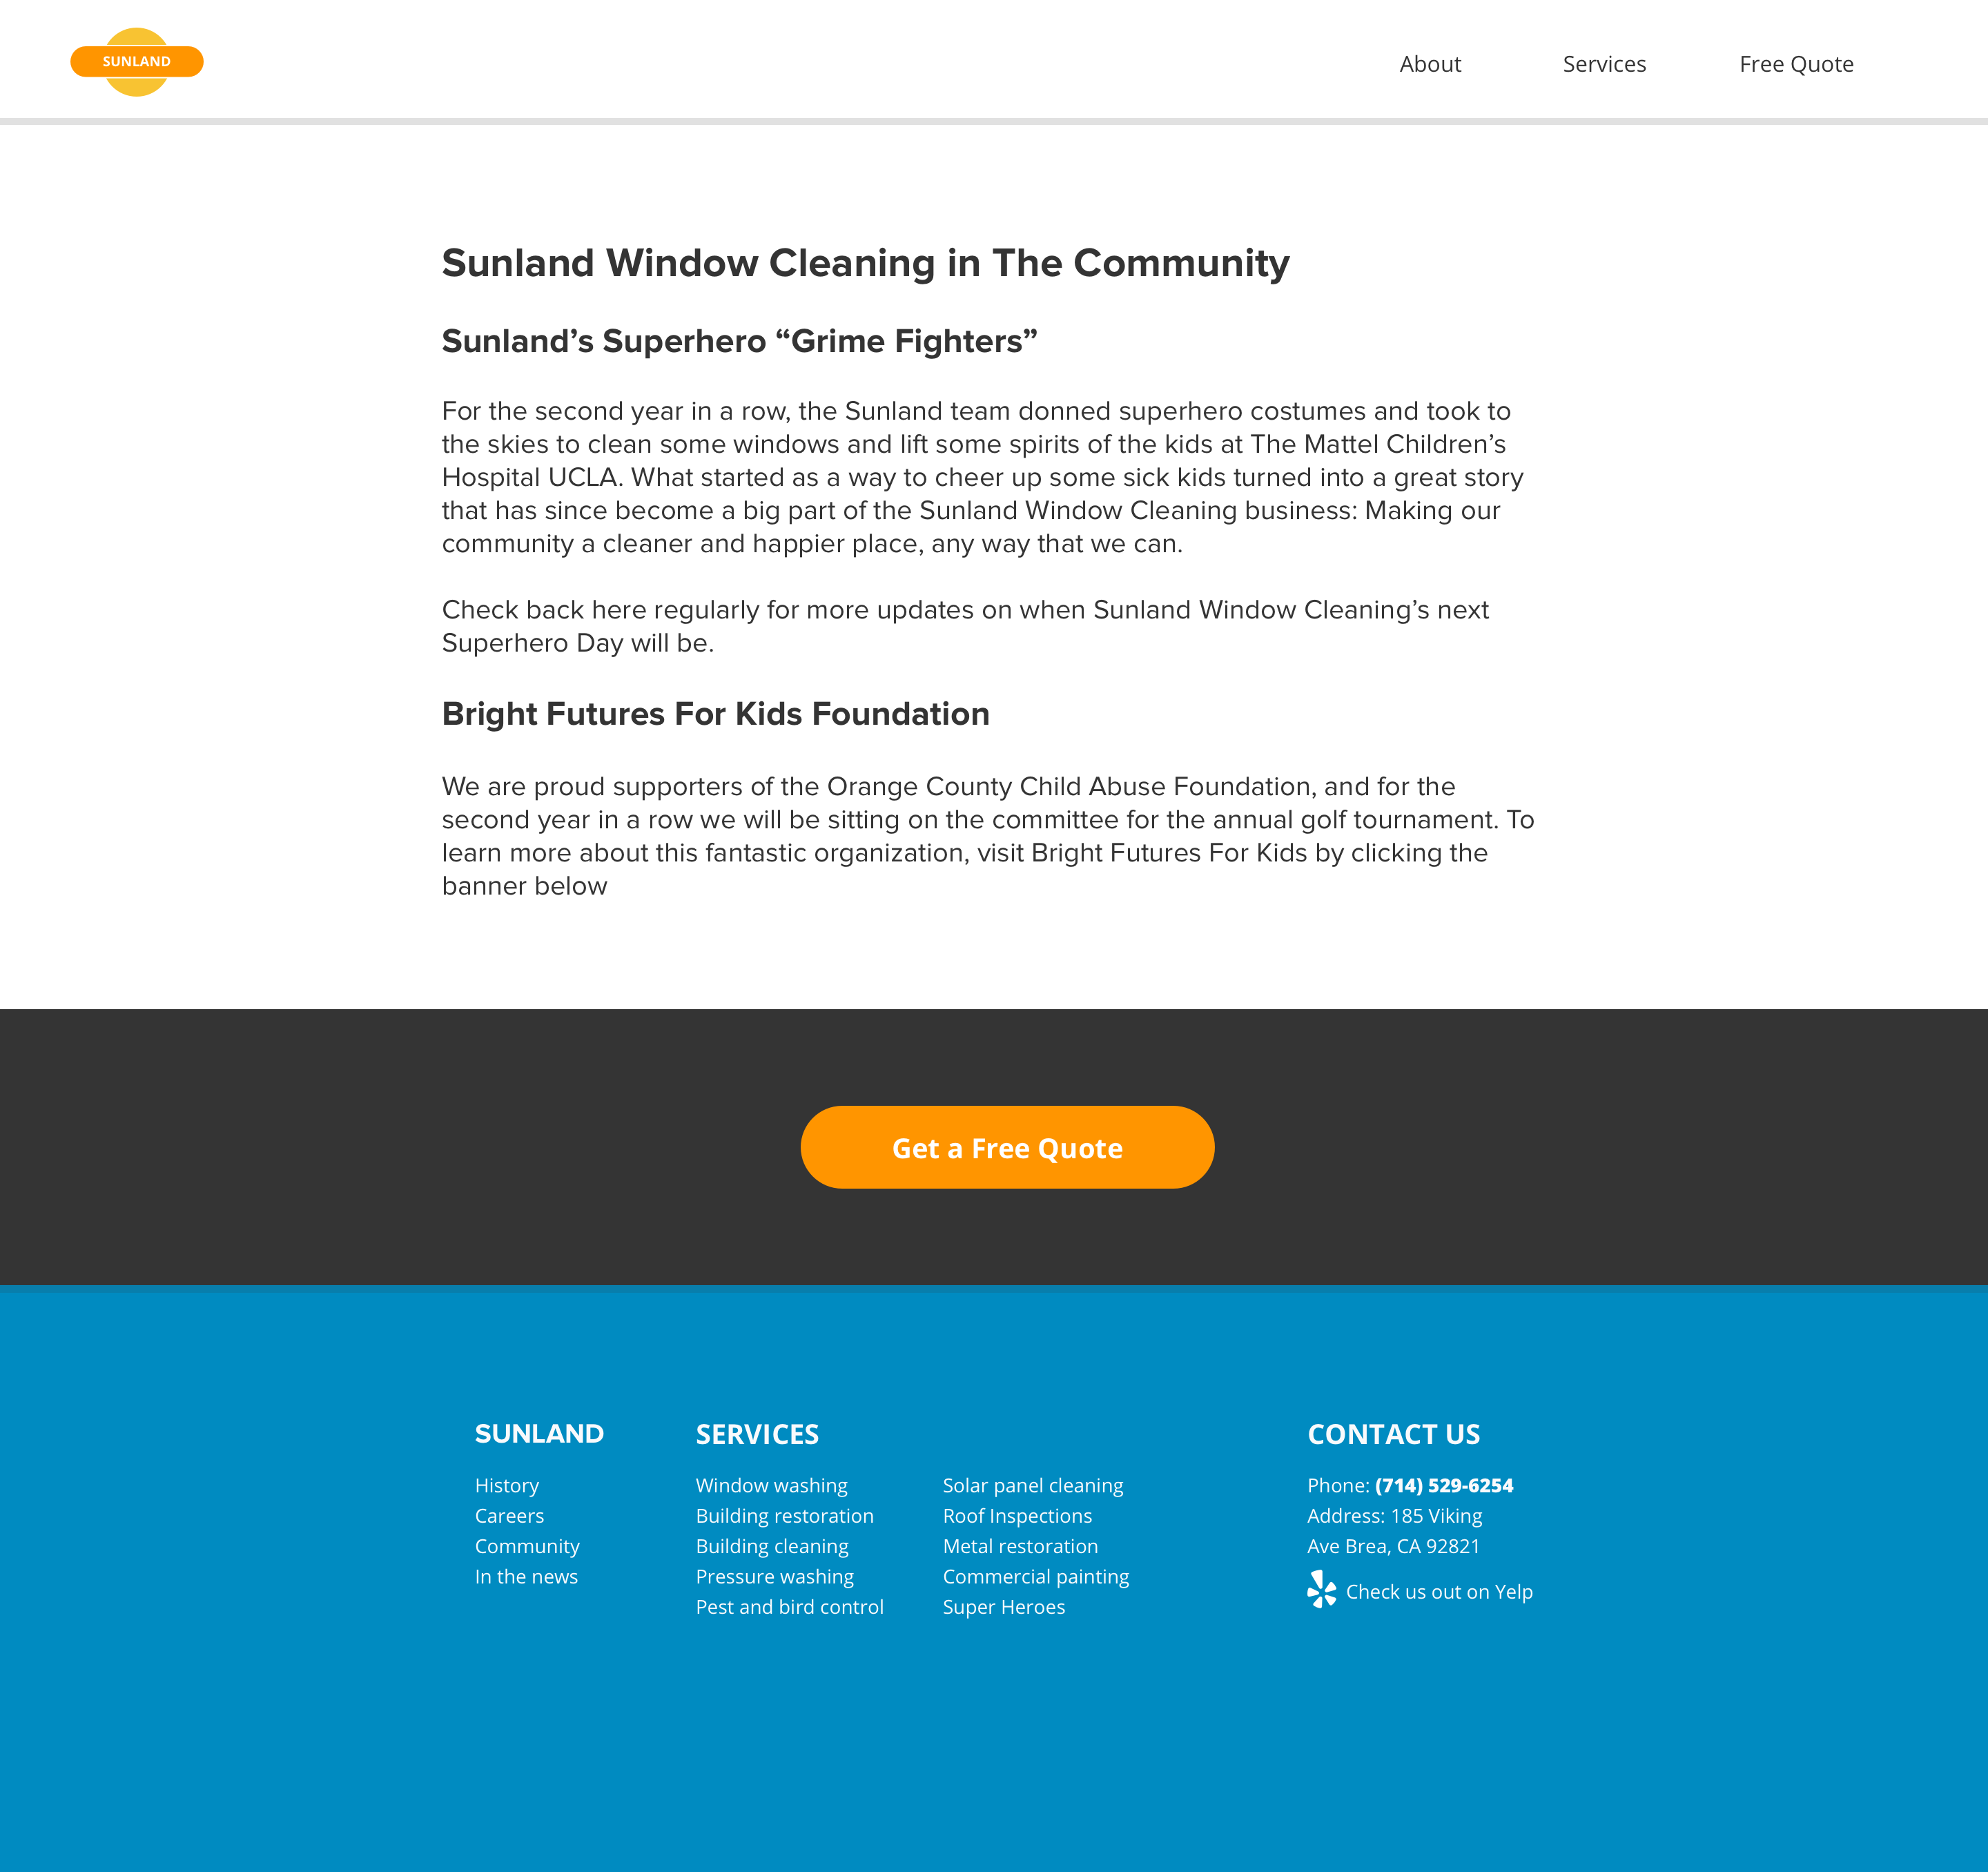 SUNLAND
About
Services
Free Quote
Sunland Window Cleaning in The Community
Sunland’s Superhero “Grime Fighters”
For the second year in a row, the Sunland team donned superhero costumes and took to
the skies to clean some windows and lift some spirits of the kids at The Mattel Children’s
Hospital UCLA. What started as a way to cheer up some sick kids turned into a great story
that has since become a big part of the Sunland Window Cleaning business: Making our
community a cleaner and happier place, any way that we can.
Check back here regularly for more updates on when Sunland Window Cleaning’s next
Superhero Day will be.
Bright Futures For Kids Foundation
We are proud supporters of the Orange County Child Abuse Foundation, and for the
second year in a row we will be sitting on the committee for the annual golf tournament. To
learn more about this fantastic organization, visit Bright Futures For Kids by clicking the
banner below
Get a Free Quote
SUNLAND
History
Careers
Community
In the news
SERVICES
Window washing
Building restoration
Building cleaning
Pressure washing
Pest and bird control
Solar panel cleaning
Roof Inspections
Metal restoration
Commercial painting
Super Heroes
CONTACT US
Phone: (714) 529-6254
Address: 185 Viking
Ave Brea, CA 92821
Check us out on Yelp